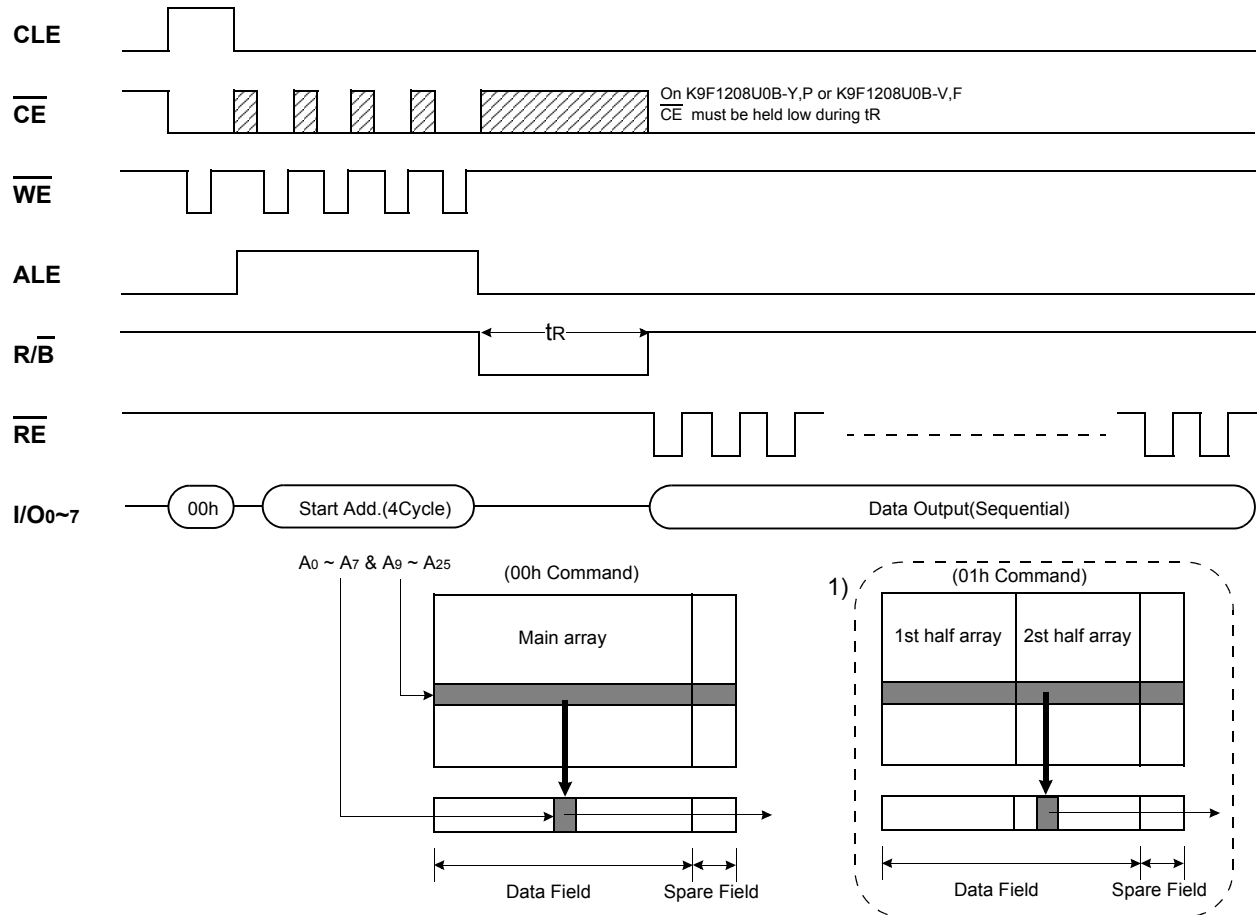 CLE
CE
On K9F1208U0B-Y,P or K9F1208U0B-V,F
CE must be held low during tR
WE
ALE
R/B
tR
RE
I/O0~7
00h
Start Add.(4Cycle)
Data Output(Sequential)
A0 ~ A7 & A9 ~ A25
(00h Command)
Main array
Data Field
Spare Field
1)
(01h Command)
1st half array
2st half array
Data Field
Spare Field